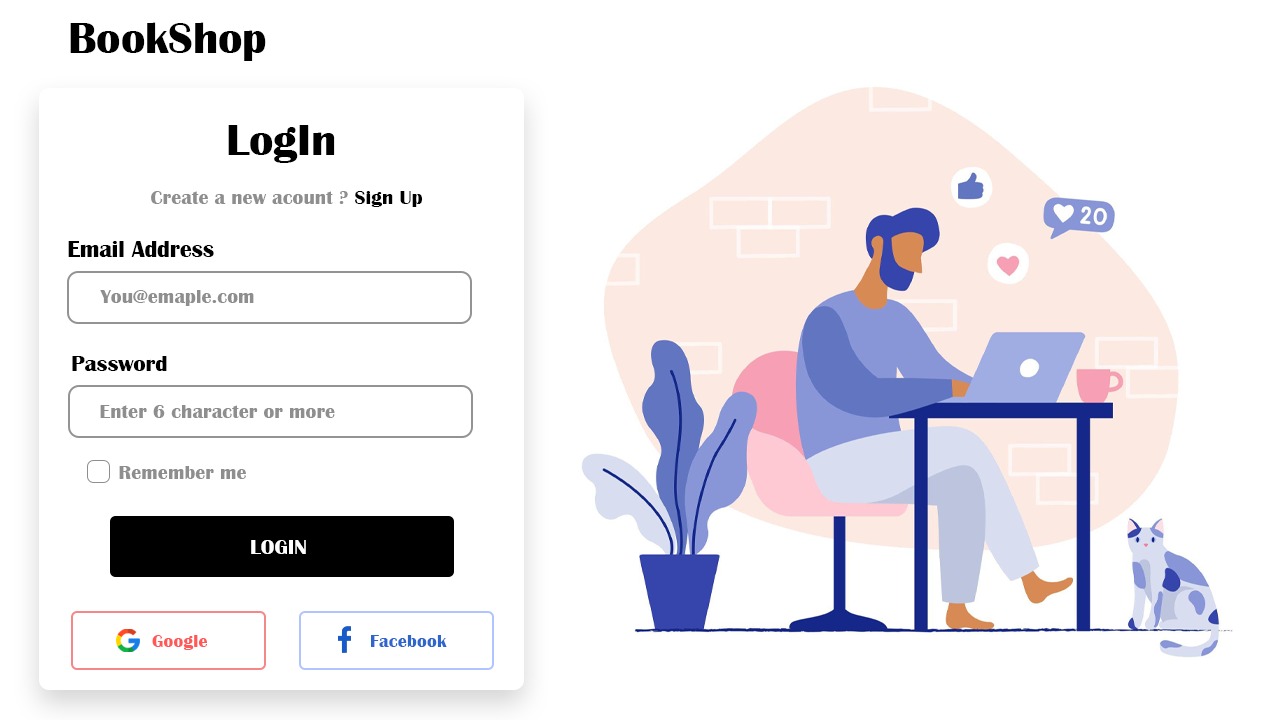 BookShop
LogIn
Create a new acount ? Sign Up
Email Address
You@emaple.com
Password
Enter 6 character or more
Remember me
LOGIN
Google
Facebook
20